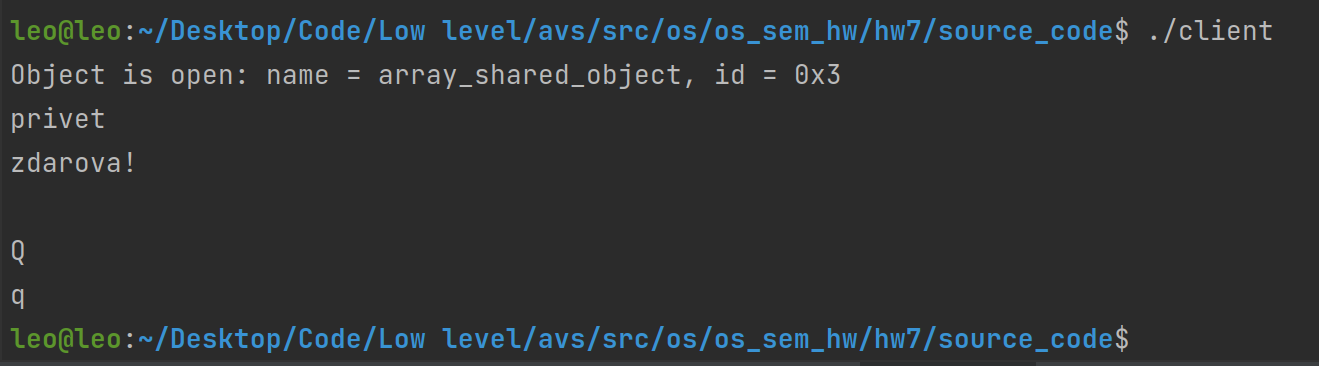 leo@leo:~/Desktop/Code/Low level/avs/src/os/os_sem_hw/hw7/source_code$ ./client
Object is open: name = array_shared_object, id = 0x3
privet
zdarova!
Q
q
leo@leo:~/Desktop/Code/Low level/avs/src/os/os_sem_hw/hw7/source_code$